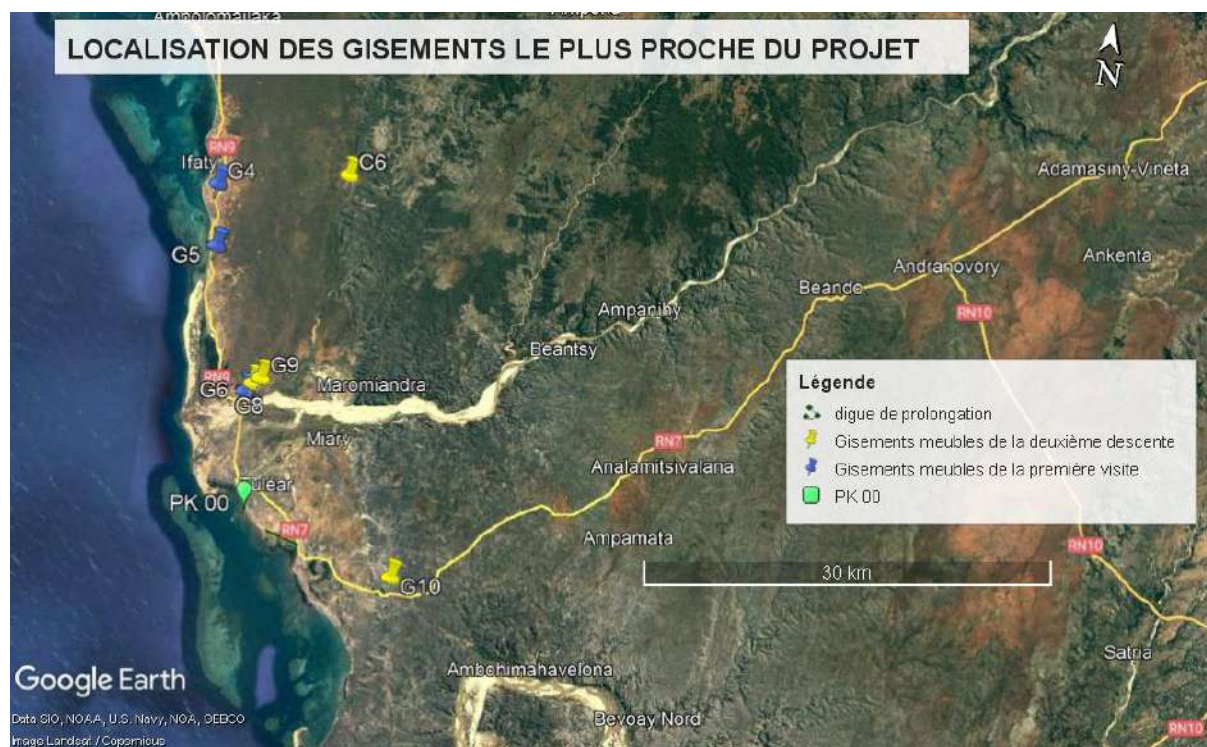 LOCALISATION DES GISEMENTS LE PLUS PROCHE DU PROJET
N
RN9
Ifaty
G4
C6
G5
Adamasiny-Vineta
Ankenta
Andranovory
Beando
RN10
Ampanihy
Beantsy
G9
G6
G8
Maromiandra
Miary
Légende
digue de prolongation
Gisements meubles de la deuxième descente
Gisements meubles de la première visite
PK 00
RN7
Analamitsivalana
Tuléar
PK 00
RN7
Ampamata
RN10
30 km
G10
Satria
Google Earth
Ambohimahavelona
Bevoay Nord
Data SIO, NOAA, U.S. Navy, NGA, GEBCO
Image Landsat / Copernicus
RN10